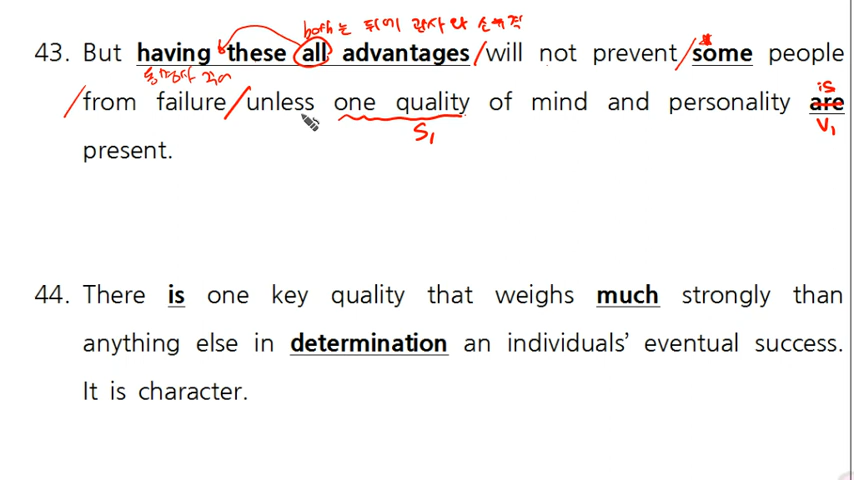 both는 뒤에 관사와 소유격
43. But having these all advantages / will not prevent / some people
동명사 주어
is
/ from failure / unless one quality of mind and personality are
S₁ V₁
present.
44. There is one key quality that weighs much strongly than
anything else in determination an individuals’ eventual success.
It is character.